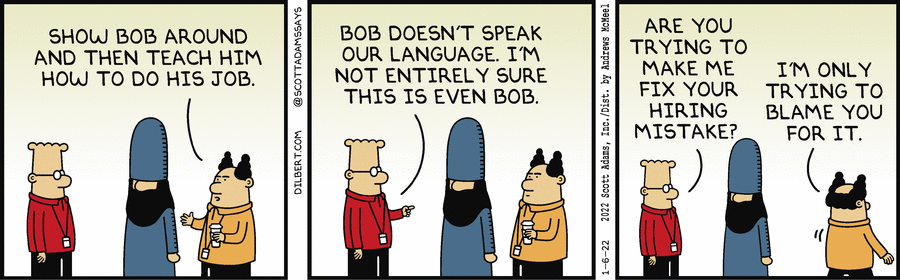 SHOW BOB AROUND
AND THEN TEACH HIM
HOW TO DO HIS JOB.
DILBERT.COM @SCOTTADAMSSAYS
BOB DOESN'T SPEAK
OUR LANGUAGE. I'M
NOT ENTIRELY SURE
THIS IS EVEN BOB.
1-6-22 2022 Scott Adams, Inc./Dist. by Andrews McMeel
ARE YOU
TRYING TO
MAKE ME
FIX YOUR
HIRING
MISTAKE?
I'M ONLY
TRYING TO
BLAME YOU
FOR IT.